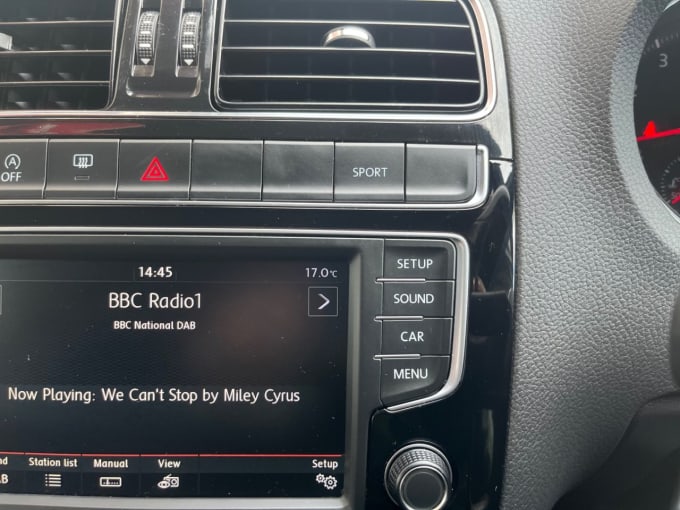 3
A
OFF
SPORT
14:45
17.0°C
BBC Radio1
BBC National DAB
Now Playing: We Can't Stop by Miley Cyrus
Station list
Manual
View
Setup
SETUP
SOUND
CAR
MENU